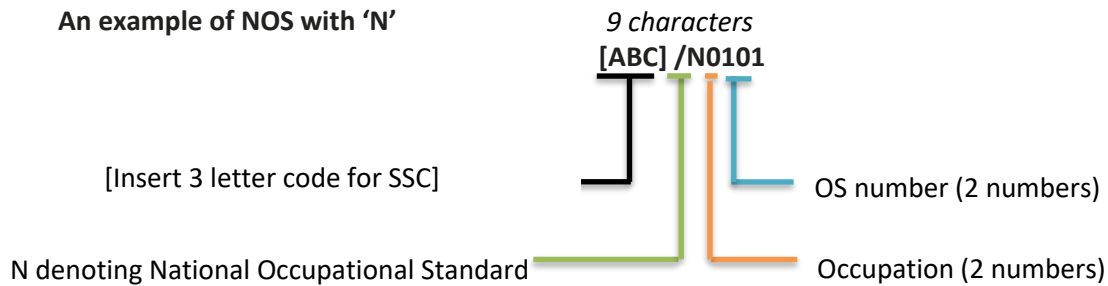 An example of NOS with ‘N’
9 characters
[ABC] /N0101
[Insert 3 letter code for SSC]
OS number (2 numbers)
N denoting National Occupational Standard
Occupation (2 numbers)